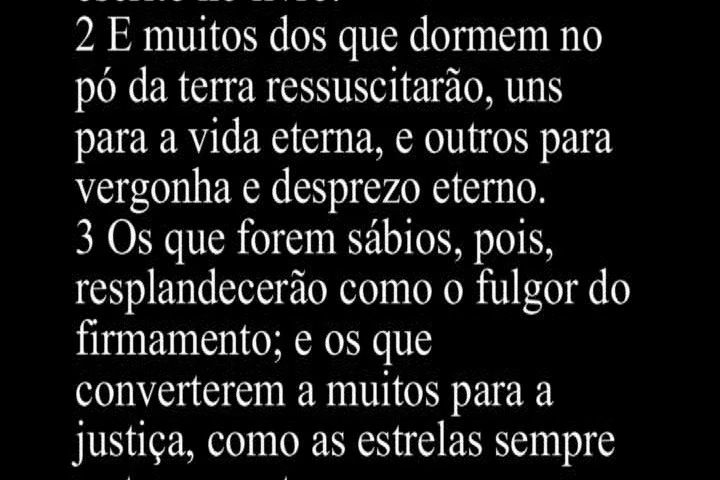 2 E muitos dos que dormem no
pó da terra ressuscitarão, uns
para a vida eterna, e outros para
vergonha e desprezo eterno.
3 Os que forem sábios, pois,
resplandecerão como o fulgor do
firmamento; e os que
converterem a muitos para a
justiça, como as estrelas sempre